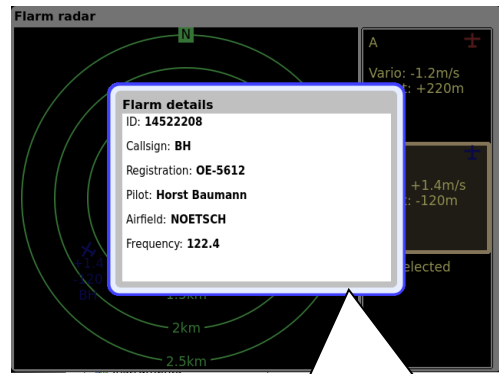 Flarm radar
N
A
Vario: -1.2m/s
: +220m
Flarm details
ID: 14522208
Callsign: BH
Registration: OE-5612
Pilot: Horst Baumann
Airfield: NOETSCH
Frequency: 122.4
+1.4m/s
: -120m
elected
BH
1.5km
2km
2.5km